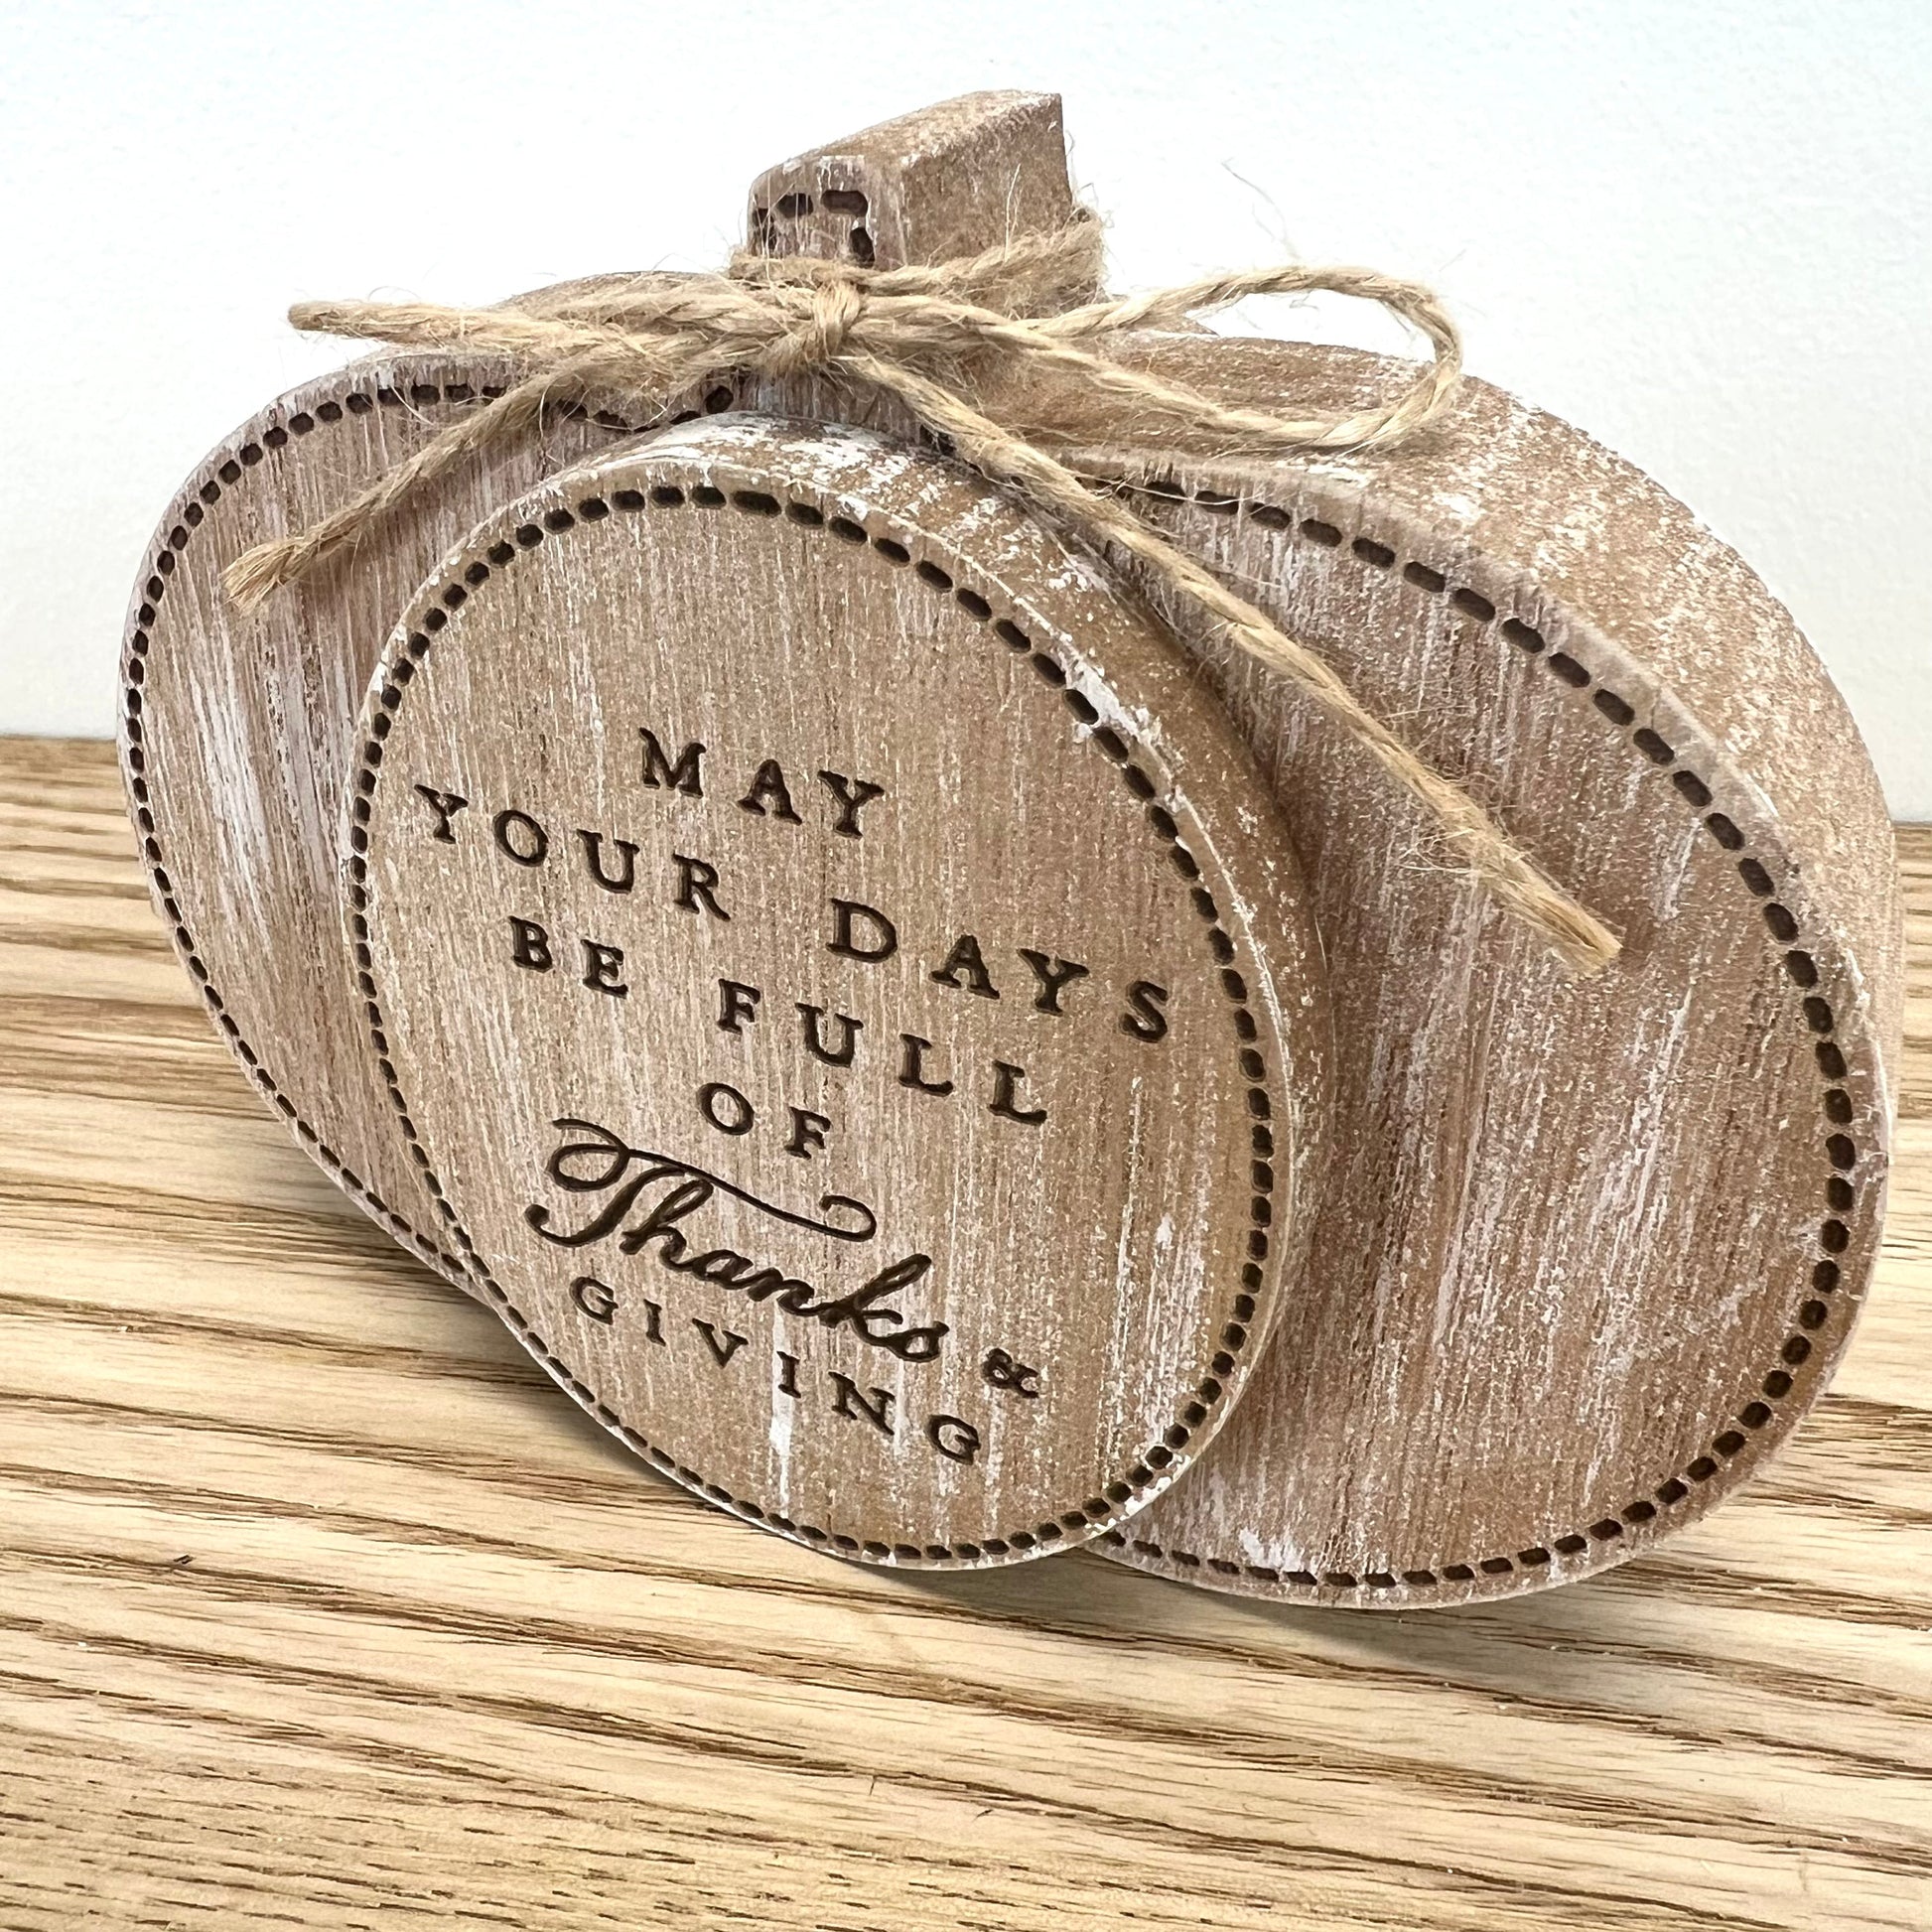 MAY
YOUR DAYS
BE FULL
OF
Thanks &
GIVING